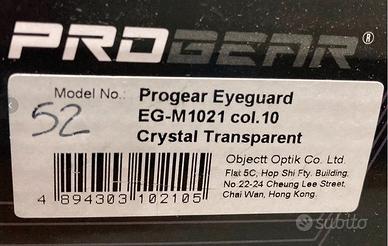 PROGEAR®
Model No.: Progear Eyeguard
52
EG-M1021 col.10
Crystal Transparent
Objectt Optik Co. Ltd.
Flat 5C, Hop Shi Fty. Building,
No.22-24 Cheung Lee Street,
Chai Wan, Hong Kong.
4 894303 102105
subito